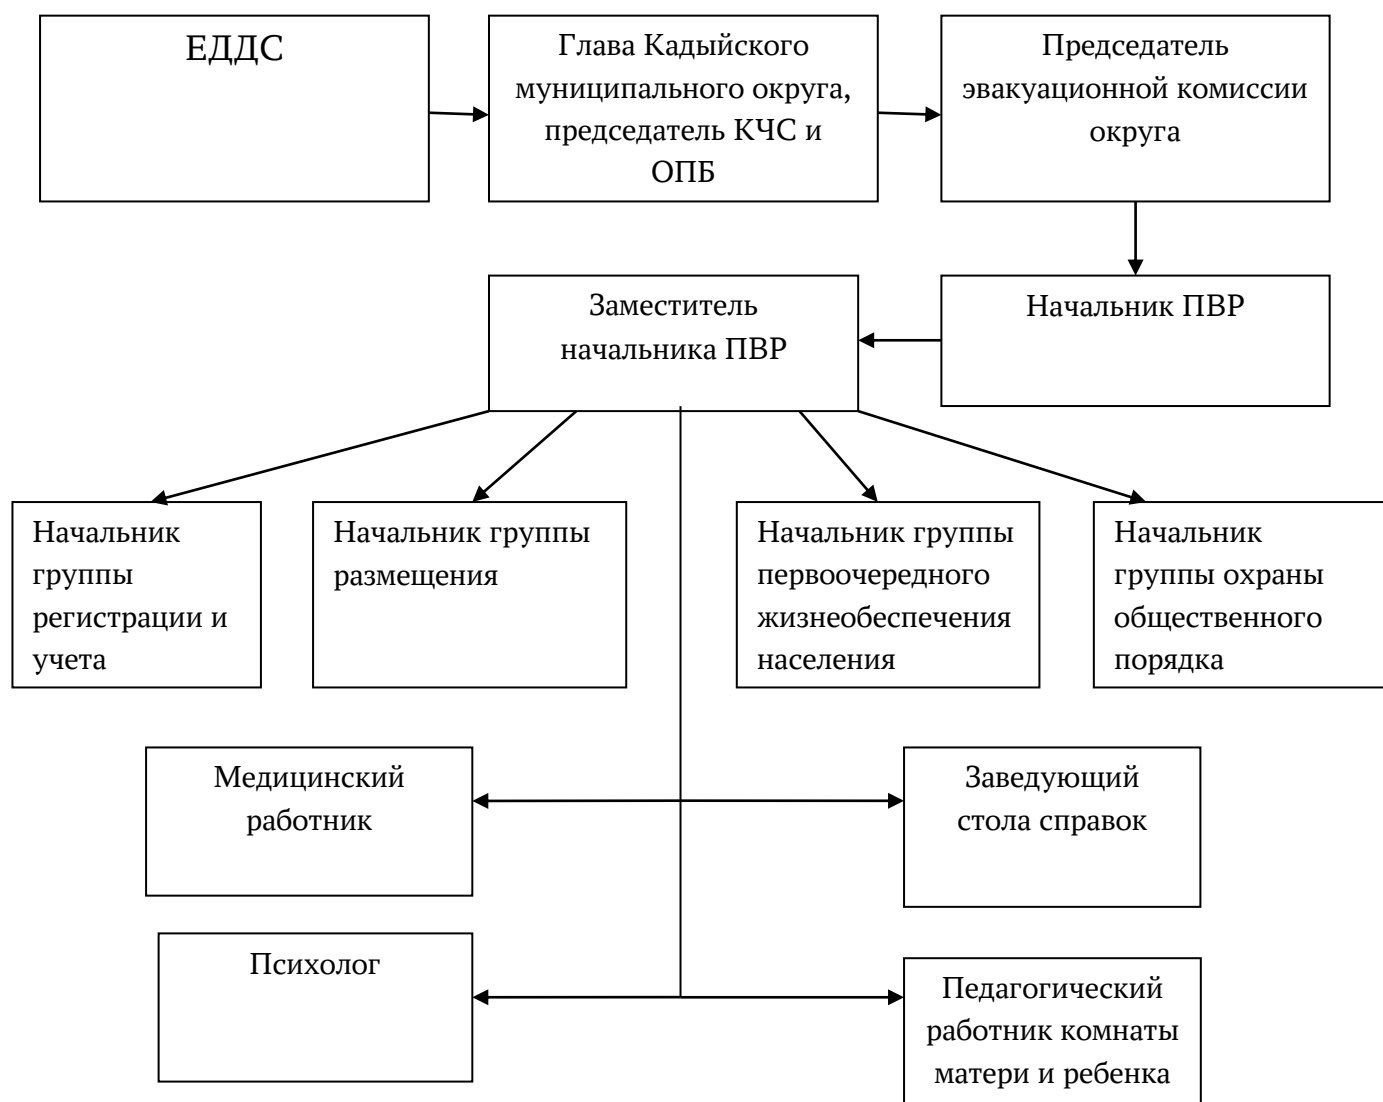 ЕДДС
Глава Кадыйского
муниципального округа,
председатель КЧС и
ОПБ
Председатель
эвакуационной комиссии
округа
Заместитель
начальника ПВР
Начальник ПВР
Начальник
группы
регистрации и
учета
Начальник группы
размещения
Начальник группы
первоочередного
жизнеобеспечения
населения
Начальник
группы охраны
общественного
порядка
Медицинский
работник
Заведующий
стола справок
Психолог
Педагогический
работник комнаты
матери и ребенка